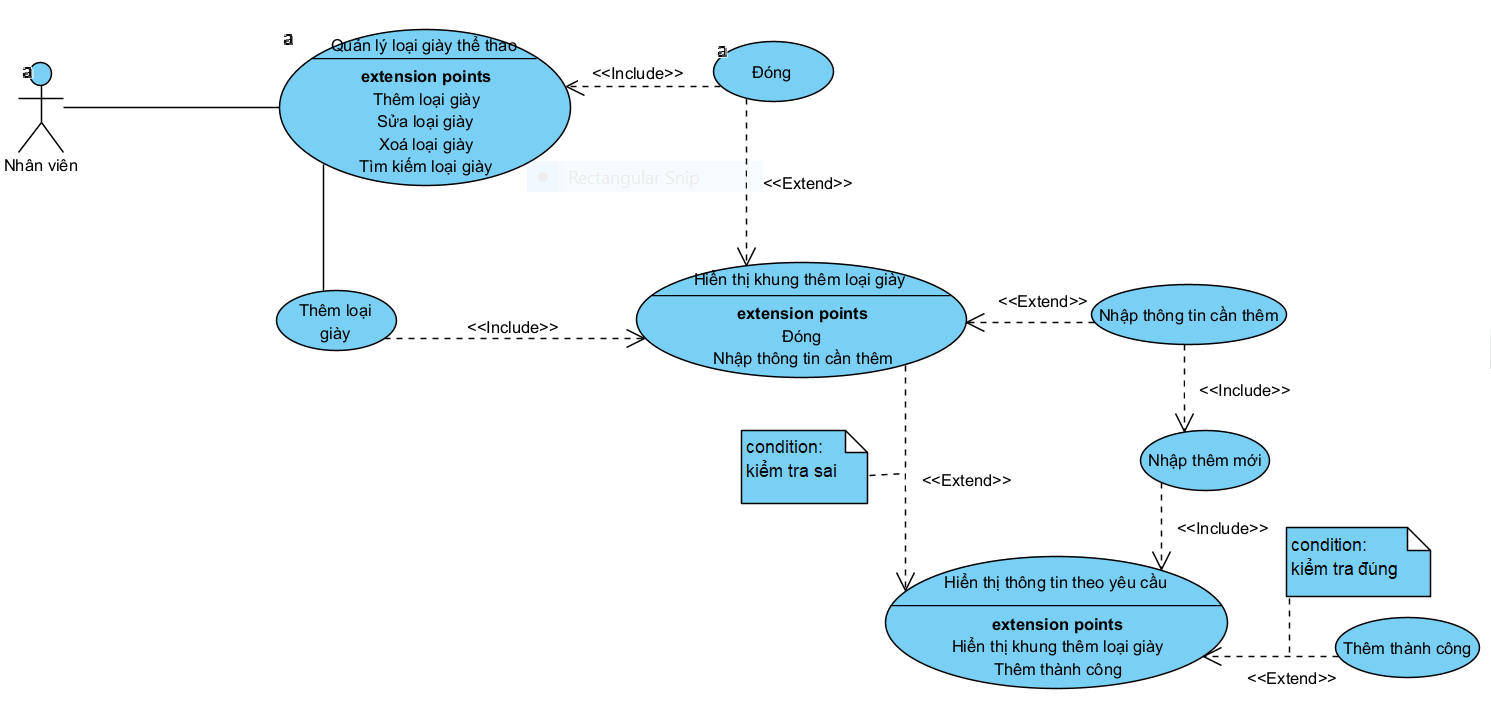 a
Quản lý loại giày thể thao
extension points
Thêm loại giày
Sửa loại giày
Xoá loại giày
Tìm kiếm loại giày
a
Nhân viên
<<Include>>
a
Đóng
<<Extend>>
Rectangular Snip
Thêm loại
giày
<<Include>>
Hiển thị khung thêm loại giày
extension points
Đóng
Nhập thông tin cần thêm
<<Extend>>
Nhập thông tin cần thêm
<<Include>>
Nhập thêm mới
condition:
kiểm tra sai
<<Extend>>
<<Include>>
condition:
kiểm tra đúng
Hiển thị thông tin theo yêu cầu
extension points
Hiển thị khung thêm loại giày
Thêm thành công
<<Extend>>
Thêm thành công